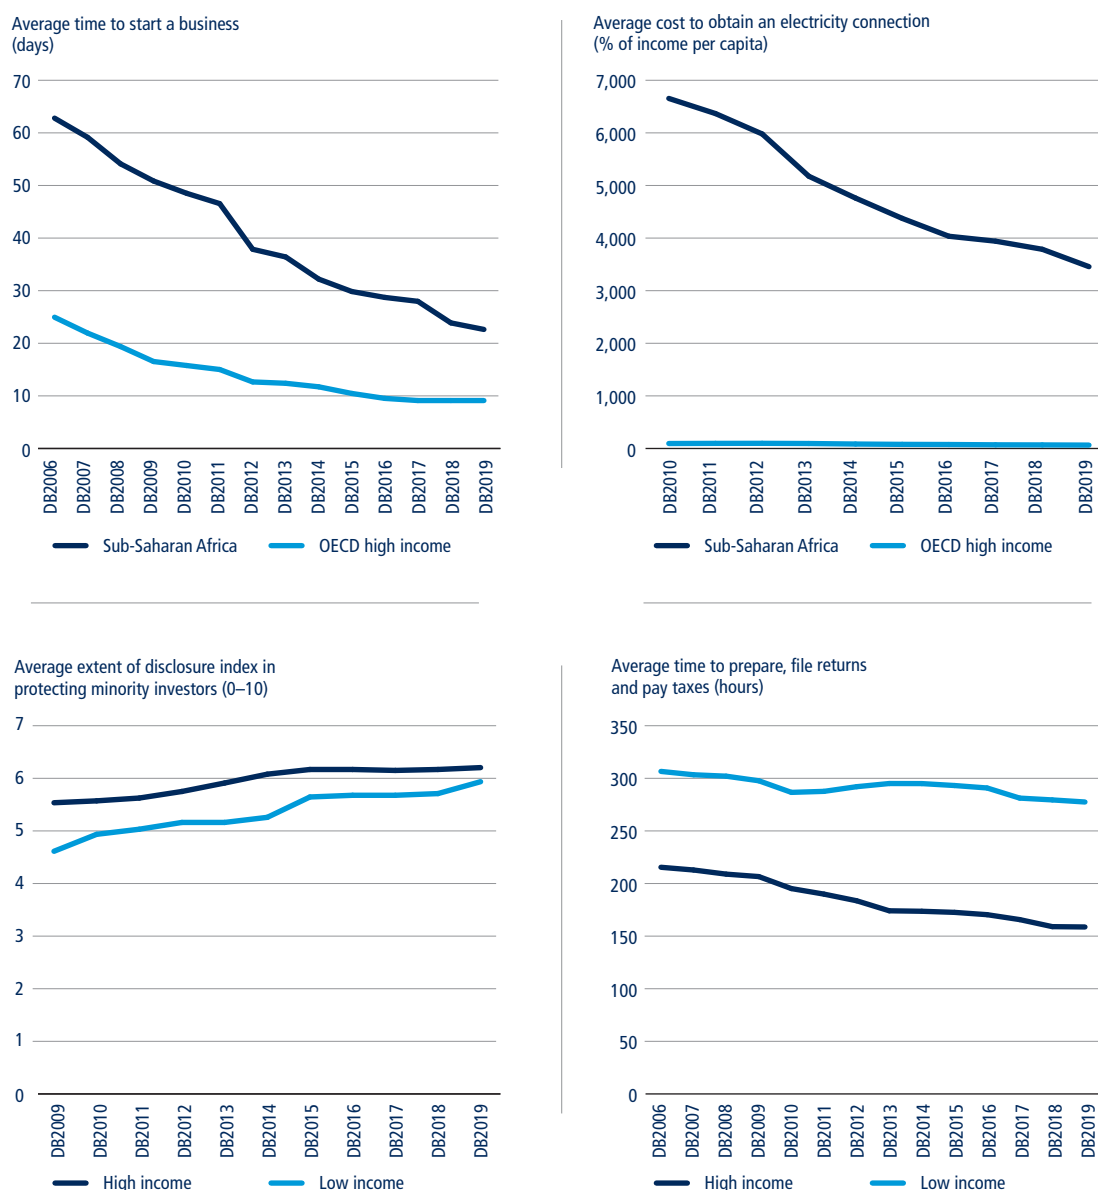 Average time to start a business
(days)
70
60
50
40
30
20
10
0
DB2006
DB2007
DB2008
DB2009
DB2010
DB2011
DB2012
DB2013
DB2014
DB2015
DB2016
DB2017
DB2018
DB2019
Sub-Saharan Africa
OECD high income
Average cost to obtain an electricity connection
(% of income per capita)
7,000
6,000
5,000
4,000
3,000
2,000
1,000
0
DB2010
DB2011
DB2012
DB2013
DB2014
DB2015
DB2016
DB2017
DB2018
DB2019
Sub-Saharan Africa
OECD high income
Average extent of disclosure index in
protecting minority investors (0–10)
7
6
5
4
3
2
1
0
DB2009
DB2010
DB2011
DB2012
DB2013
DB2014
DB2015
DB2016
DB2017
DB2018
DB2019
High income
Low income
Average time to prepare, file returns
and pay taxes (hours)
350
300
250
200
150
100
50
0
DB2006
DB2007
DB2008
DB2009
DB2010
DB2011
DB2012
DB2013
DB2014
DB2015
DB2016
DB2017
DB2018
DB2019
High income
Low income